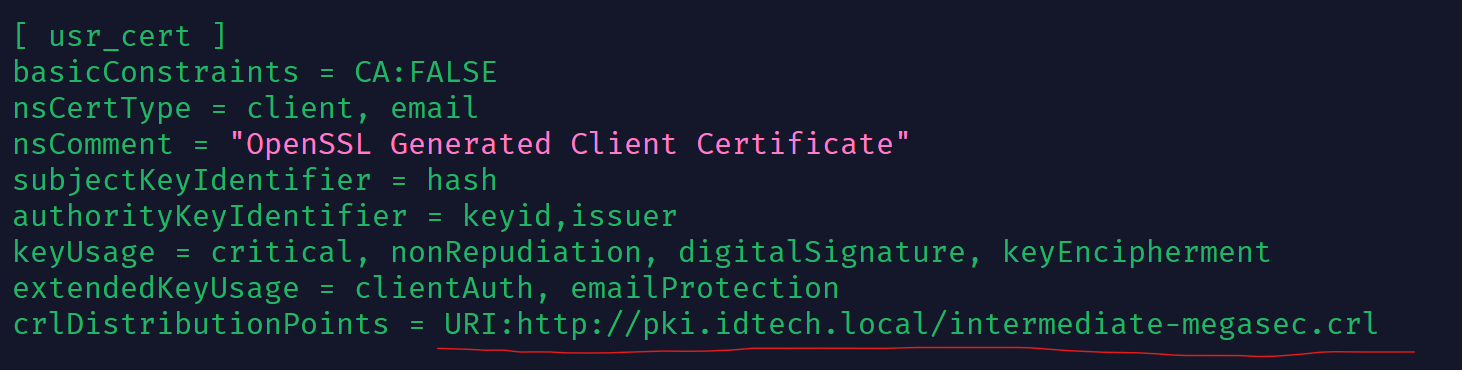 [ usr_cert ]
basicConstraints = CA:FALSE
nsCertType = client, email
nsComment = "OpenSSL Generated Client Certificate"
subjectKeyIdentifier = hash
authorityKeyIdentifier = keyid,issuer
keyUsage = critical, nonRepudiation, digitalSignature, keyEncipherment
extendedKeyUsage = clientAuth, emailProtection
crlDistributionPoints = URI:http://pki.idtech.local/intermediate-megasec.crl